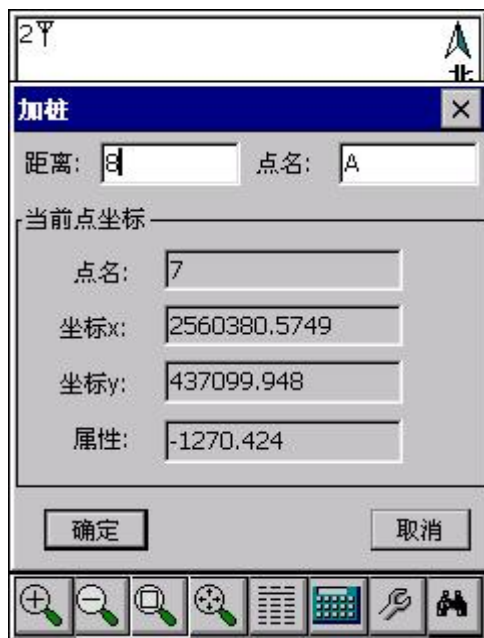 2
北
加桩
距离: 8 点名: A
当前点坐标
点名: 7
坐标x: 2560380.5749
坐标y: 437099.948
属性: -1270.424
确定 取消